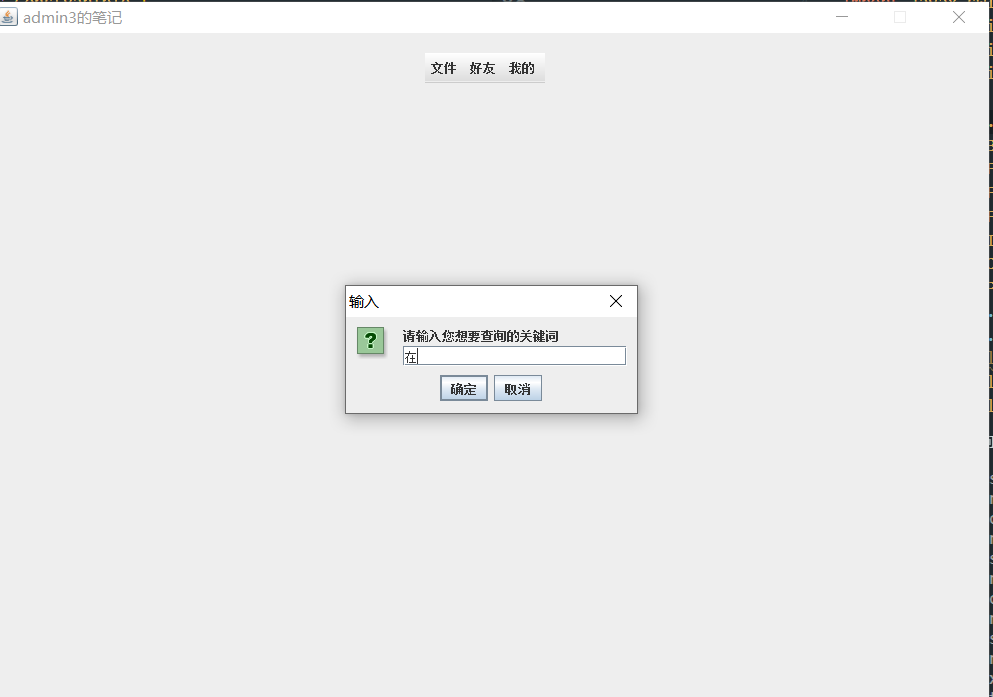 admin3的笔记
文件 好友 我的
输入
?
请输入您想要查询的关键词
在
确定 取消